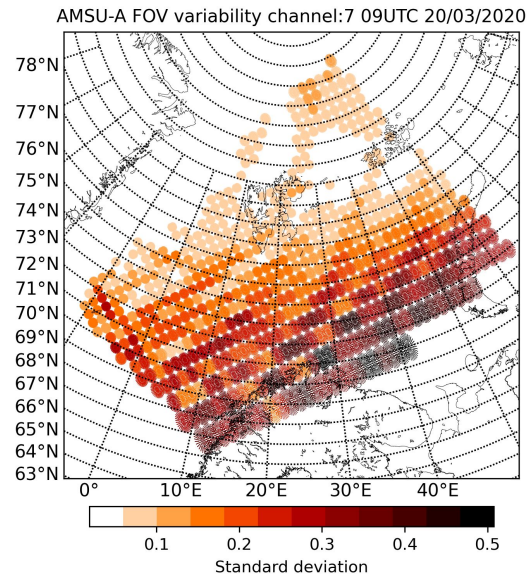 AMSU-A FOV variability channel:7 09UTC 20/03/2020
78°N
77°N
76°N
75°N
74°N
73°N
72°N
71°N
70°N
69°N
68°N
67°N
66°N
65°N
64°N
63°N
0° 10°E 20°E 30°E 40°E
0.1 0.2 0.3 0.4 0.5
Standard deviation